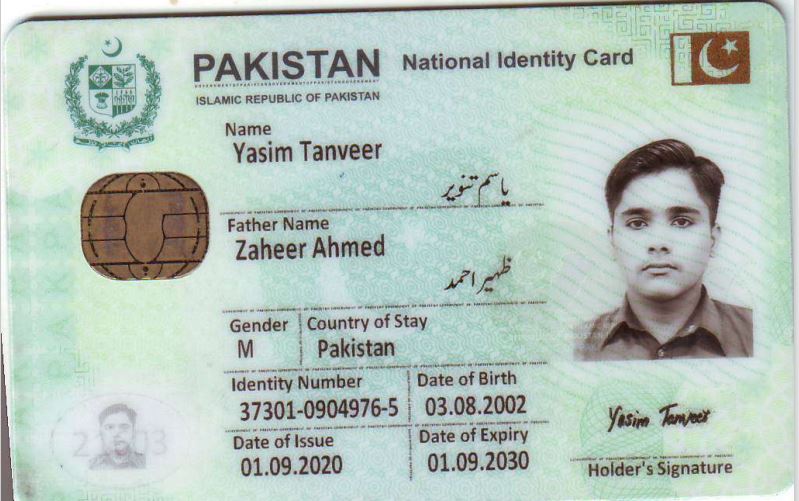 PAKISTAN National Identity Card
ISLAMIC REPUBLIC OF PAKISTAN
Name
Yasim Tanveer
یاسم تنویر
Father Name
Zaheer Ahmed
ظہیر احمد
Gender Country of Stay
M Pakistan
Identity Number Date of Birth
37301-0904976-5 03.08.2002
Date of Issue Date of Expiry
01.09.2020 01.09.2030
Yasim Tanveer
Holder's Signature